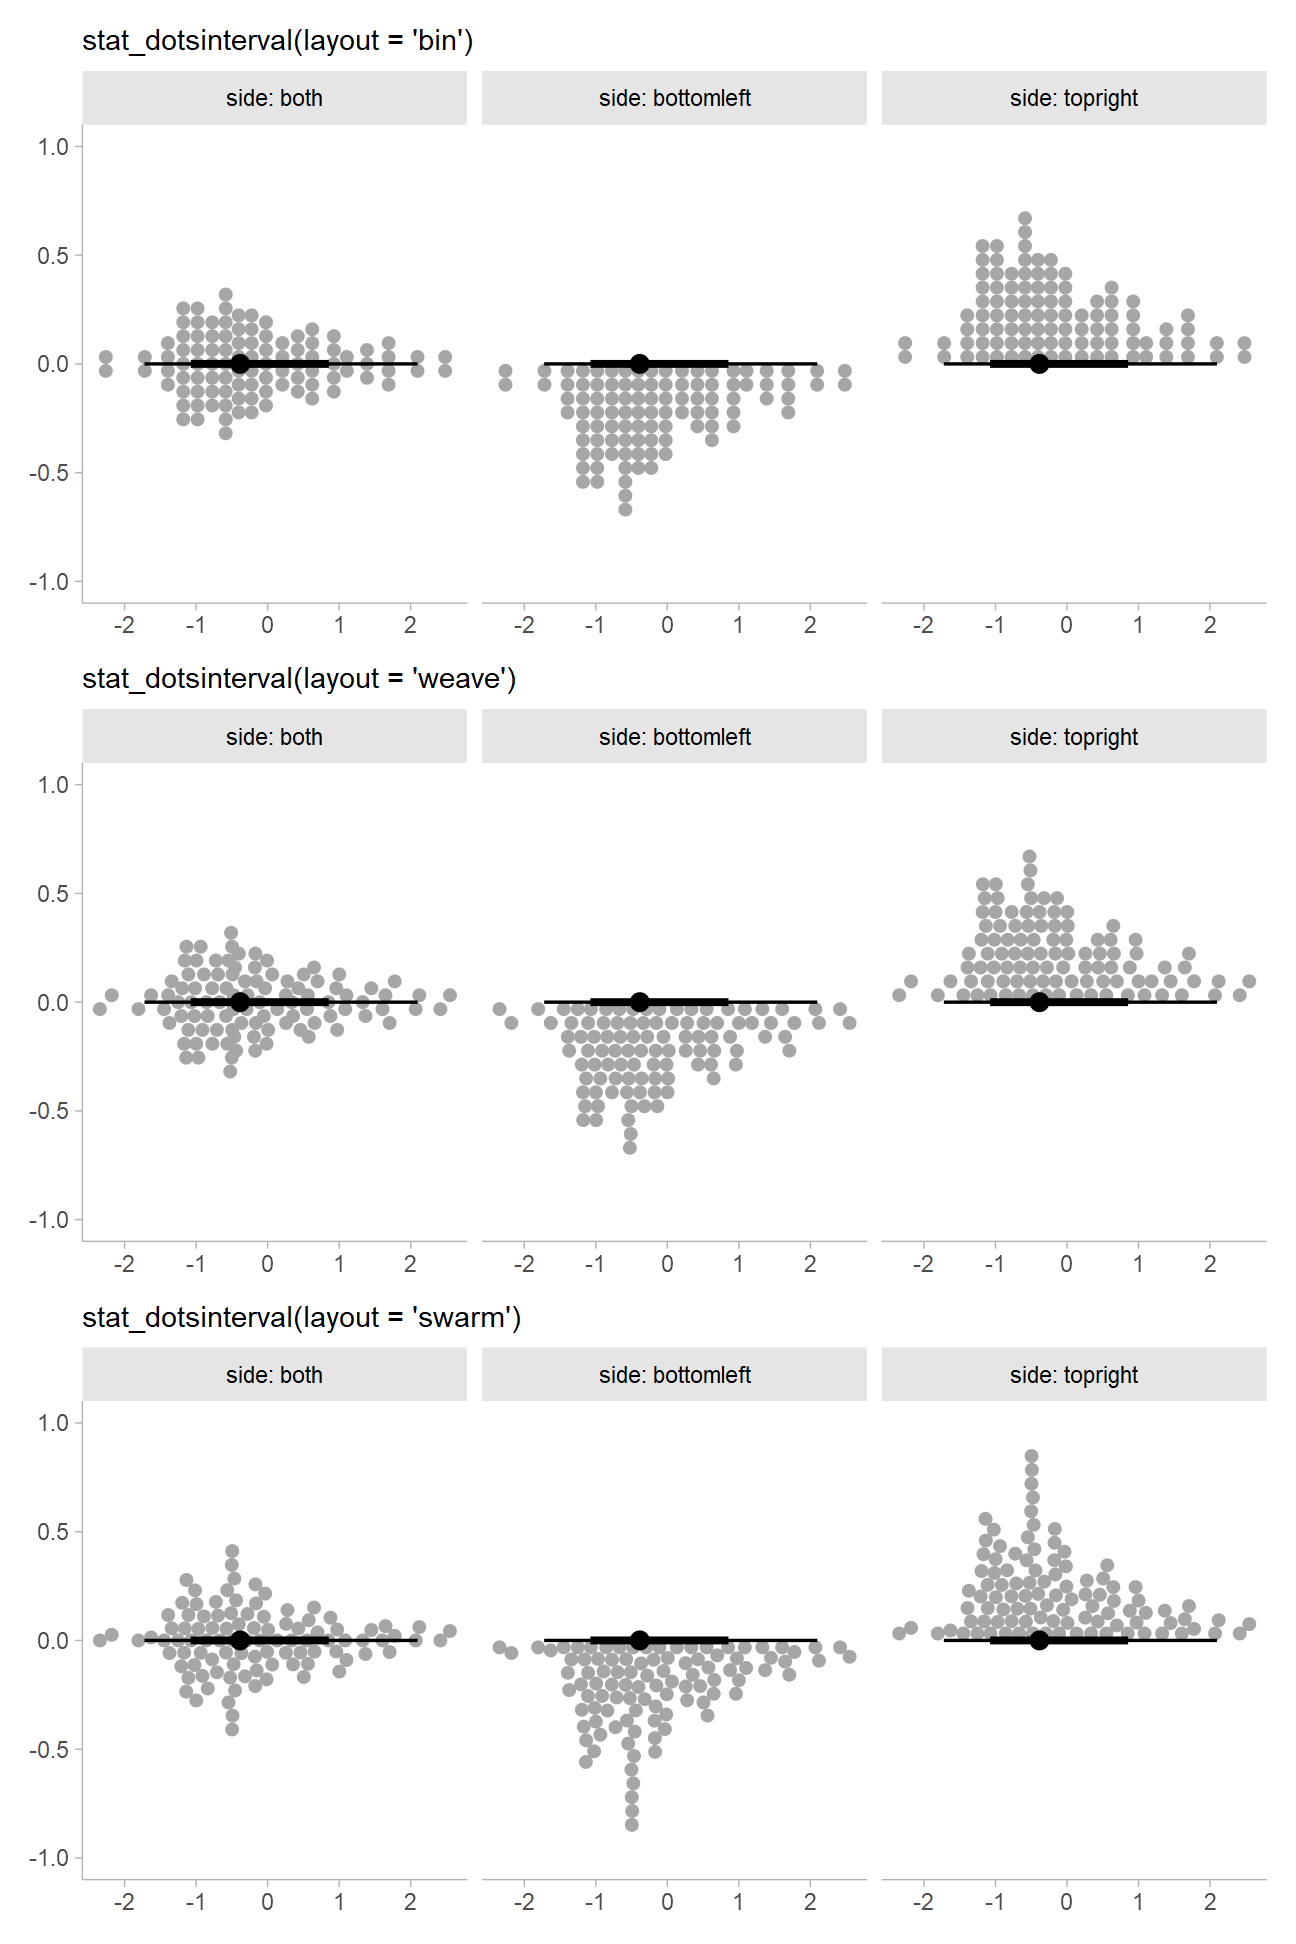 stat_dotsinterval(layout = 'bin')
side: both
side: bottomleft
side: topright
1.0
0.5
0.0
-0.5
-1.0
-2 -1 0 1 2
-2 -1 0 1 2
-2 -1 0 1 2
stat_dotsinterval(layout = 'weave')
side: both
side: bottomleft
side: topright
1.0
0.5
0.0
-0.5
-1.0
-2 -1 0 1 2
-2 -1 0 1 2
-2 -1 0 1 2
stat_dotsinterval(layout = 'swarm')
side: both
side: bottomleft
side: topright
1.0
0.5
0.0
-0.5
-1.0
-2 -1 0 1 2
-2 -1 0 1 2
-2 -1 0 1 2